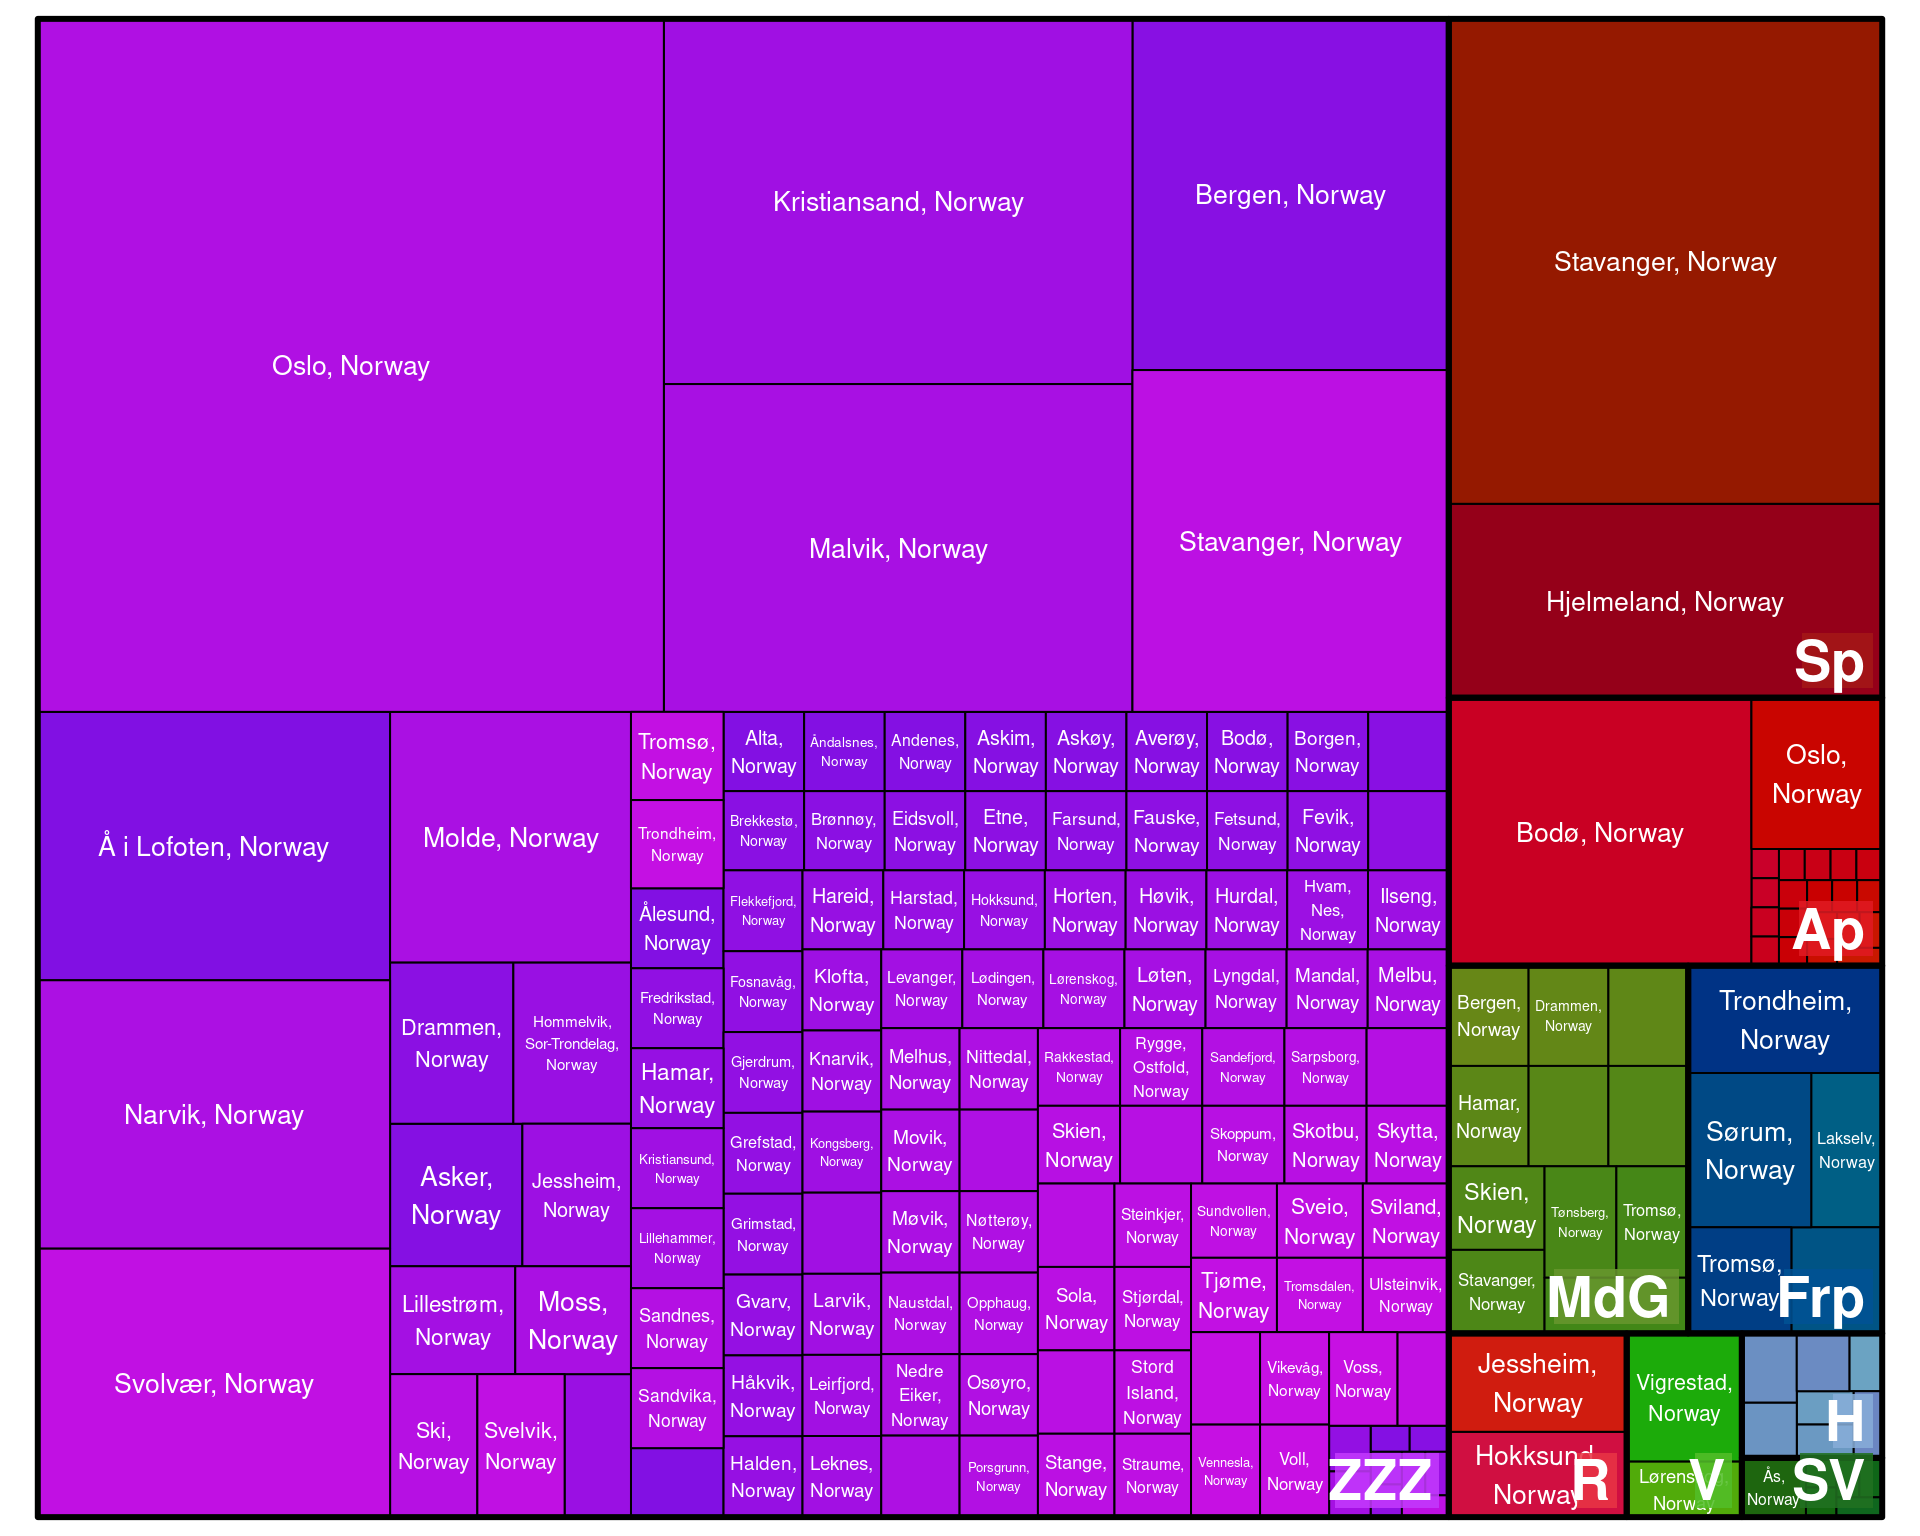 Oslo, Norway
Kristiansand, Norway
Malvik, Norway
Bergen, Norway
Stavanger, Norway
Stavanger, Norway
Hjelmeland, Norway
Sp
Å i Lofoten, Norway
Narvik, Norway
Svolvær, Norway
Molde, Norway
Drammen,
Norway
Hommelvik,
Sor-Trondelag,
Norway
Asker,
Norway
Jessheim,
Norway
Lillestrøm,
Norway
Moss,
Norway
Ski,
Norway
Svelvik,
Norway
Tromsø,
Norway
Trondheim,
Norway
Ålesund,
Norway
Fredrikstad,
Norway
Hamar,
Norway
Kristiansund,
Norway
Lillehammer,
Norway
Sandnes,
Norway
Sandvika,
Norway
Alta,
Norway
Åndalsnes,
Norway
Andenes,
Norway
Askim,
Norway
Askøy,
Norway
Averøy,
Norway
Bodø,
Norway
Borgen,
Norway
Brekkestø,
Norway
Brønnøy,
Norway
Eidsvoll,
Norway
Etne,
Norway
Farsund,
Norway
Fauske,
Norway
Fetsund,
Norway
Fevik,
Norway
Flekkefjord,
Norway
Hareid,
Norway
Harstad,
Norway
Hokksund,
Norway
Horten,
Norway
Høvik,
Norway
Hurdal,
Norway
Hvam,
Nes,
Norway
Ilseng,
Norway
Fosnavåg,
Norway
Klofta,
Norway
Levanger,
Norway
Lødingen,
Norway
Lørenskog,
Norway
Løten,
Norway
Lyngdal,
Norway
Mandal,
Norway
Melbu,
Norway
Gjerdrum,
Norway
Knarvik,
Norway
Melhus,
Norway
Nittedal,
Norway
Rakkestad,
Norway
Rygge,
Ostfold,
Norway
Sandefjord,
Norway
Sarpsborg,
Norway
Grefstad,
Norway
Kongsberg,
Norway
Movik,
Norway
Skien,
Norway
Skoppum,
Norway
Skotbu,
Norway
Skytta,
Norway
Grimstad,
Norway
Møvik,
Norway
Nøtterøy,
Norway
Steinkjer,
Norway
Sundvollen,
Norway
Sveio,
Norway
Sviland,
Norway
Gvarv,
Norway
Larvik,
Norway
Naustdal,
Norway
Opphaug,
Norway
Sola,
Norway
Stjørdal,
Norway
Tjøme,
Norway
Tromsdalen,
Norway
Ulsteinvik,
Norway
Håkvik,
Norway
Leirfjord,
Norway
Nedre
Eiker,
Norway
Osøyro,
Norway
Stord
Island,
Norway
Vikevåg,
Norway
Voss,
Norway
Halden,
Norway
Leknes,
Norway
Porsgrunn,
Norway
Stange,
Norway
Straume,
Norway
Vennesla,
Norway
Voll,
Norway
ZZZ
Bodø, Norway
Oslo,
Norway
Ap
Bergen,
Norway
Drammen,
Norway
Hamar,
Norway
Skien,
Norway
Tønsberg,
Norway
Tromsø,
Norway
Stavanger,
Norway
MdG
Trondheim,
Norway
Sørum,
Norway
Lakselv,
Norway
Tromsø,
Norway
Frp
Jessheim,
Norway
Hokksund,
Norway
R
Vigrestad,
Norway
Norway
V
H
Ås,
Norway
SV